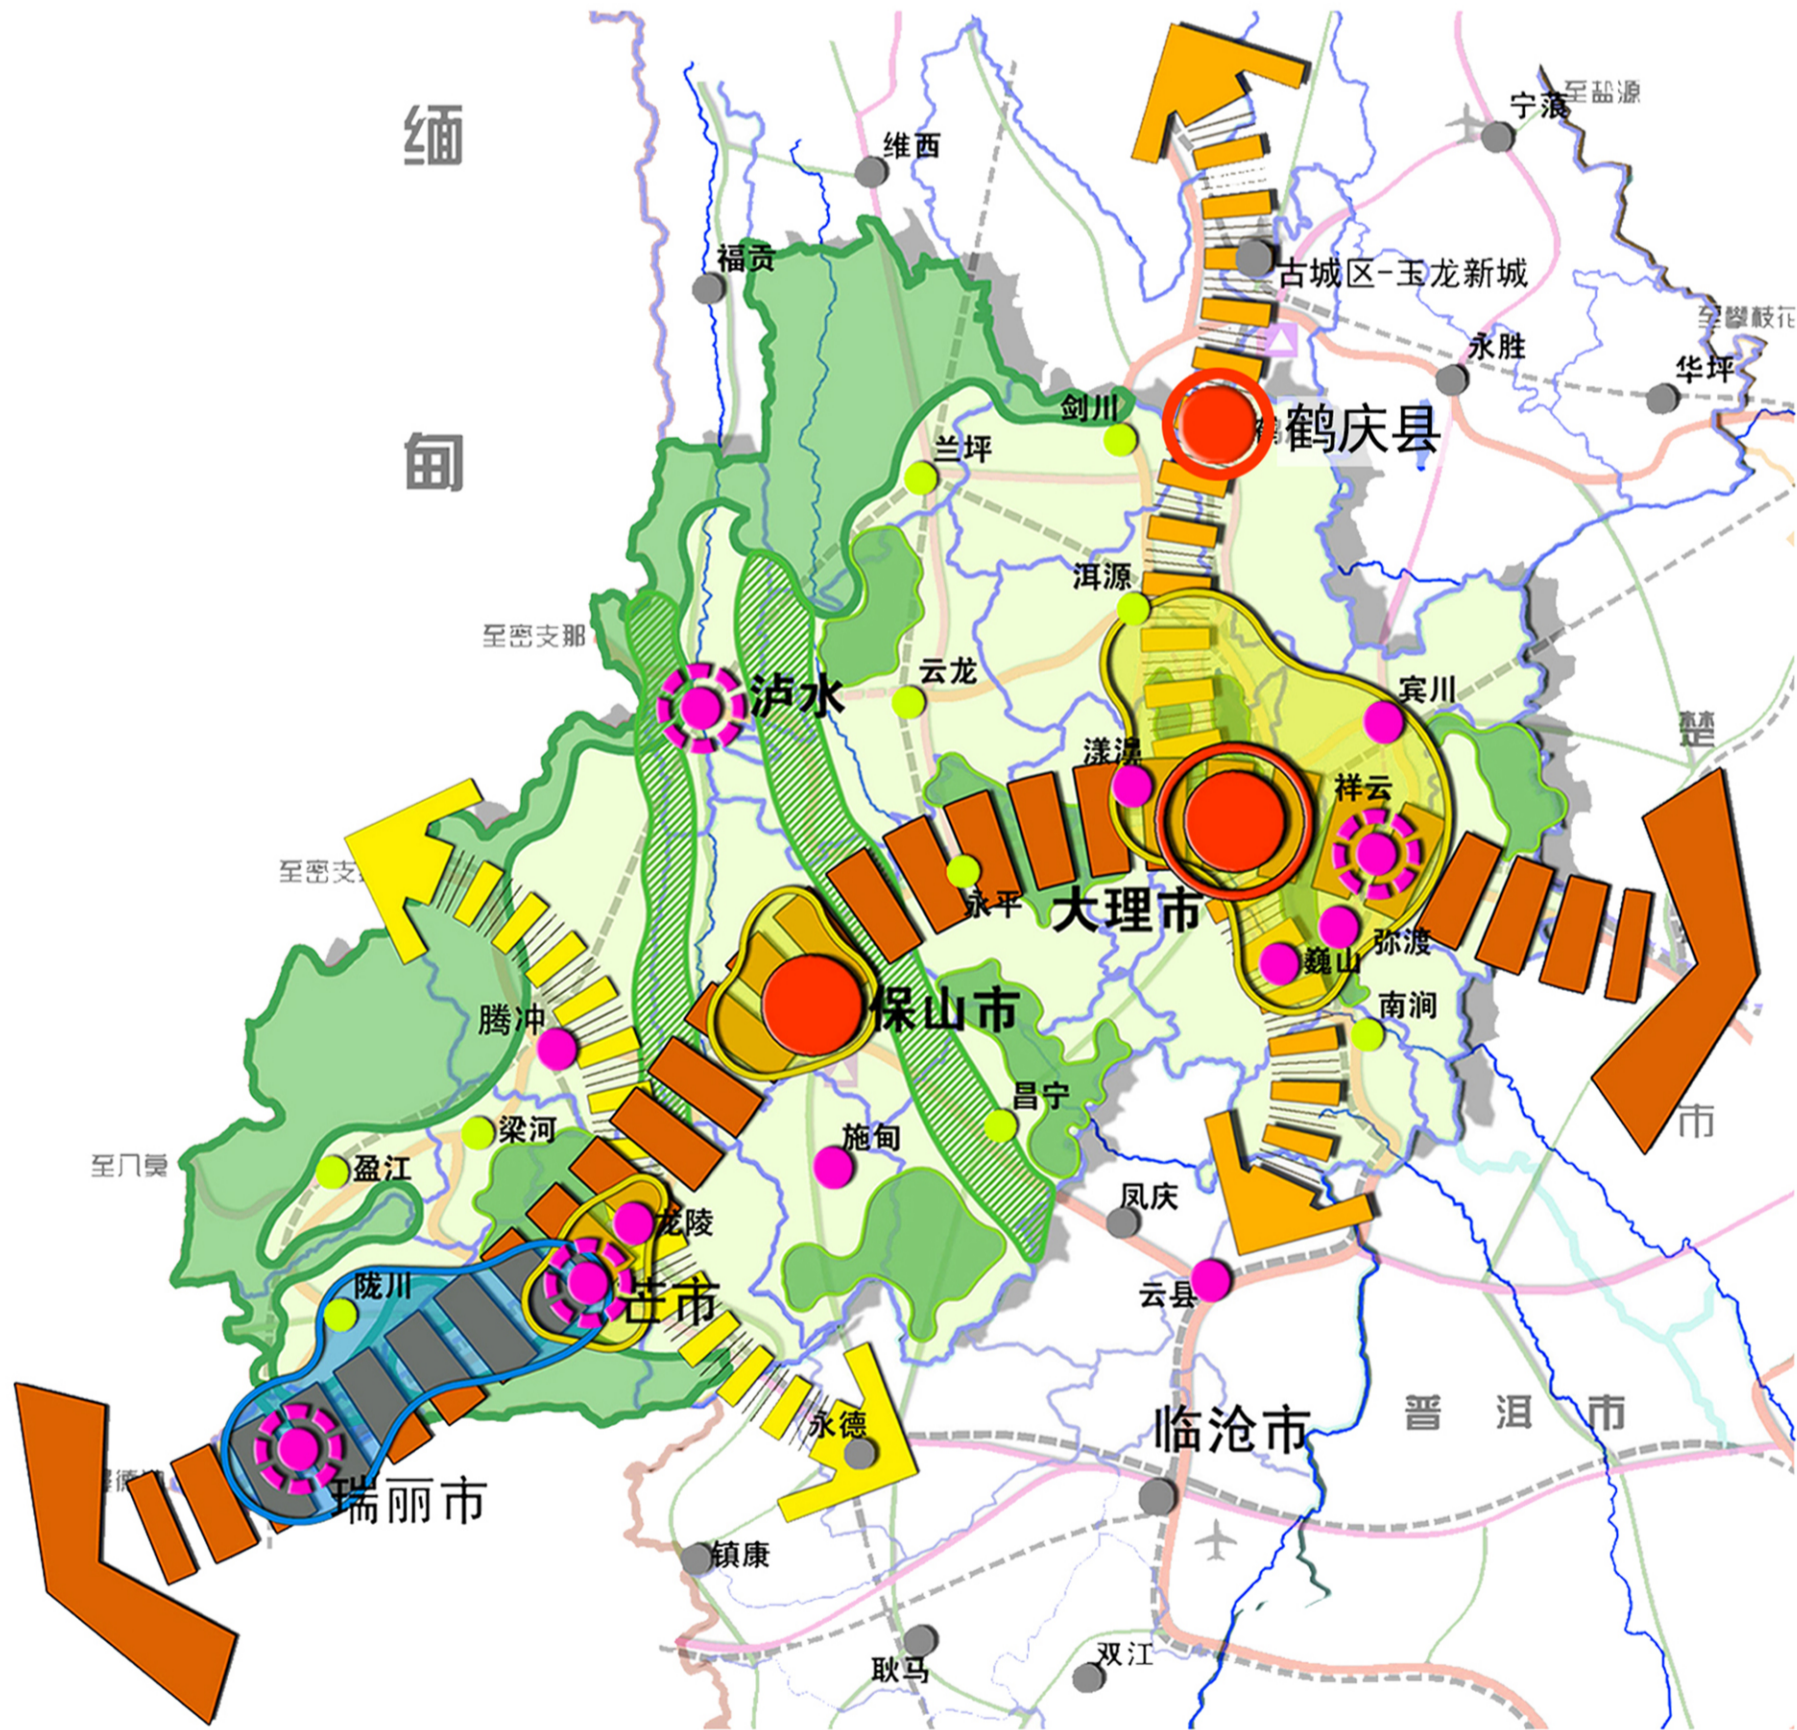 缅
甸
宁蒗
至盐源
维西
福贡
古城区-玉龙新城
至攀枝花
永胜
华坪
剑川
鹤庆县
兰坪
洱源
至密支那
泸水
云龙
宾川
楚
漾濞
祥云
至密支
永平
大理市
弥渡
巍山
南涧
腾冲
保山市
昌宁
市
梁河
施甸
至八莫
盈江
凤庆
龙陵
陇川
云县
芒市
永德
临沧市
普洱市
瑞丽市
镇康
耿马
双江